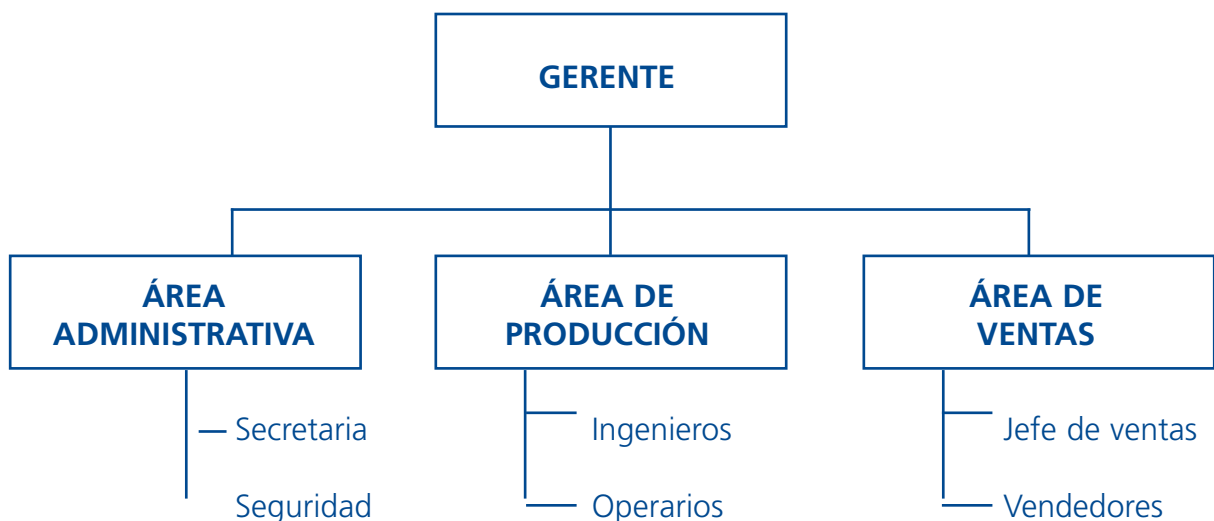 GERENTE
ÁREA
ADMINISTRATIVA
Secretaria
Seguridad
ÁREA DE
PRODUCCIÓN
Ingenieros
Operarios
ÁREA DE
VENTAS
Jefe de ventas
Vendedores